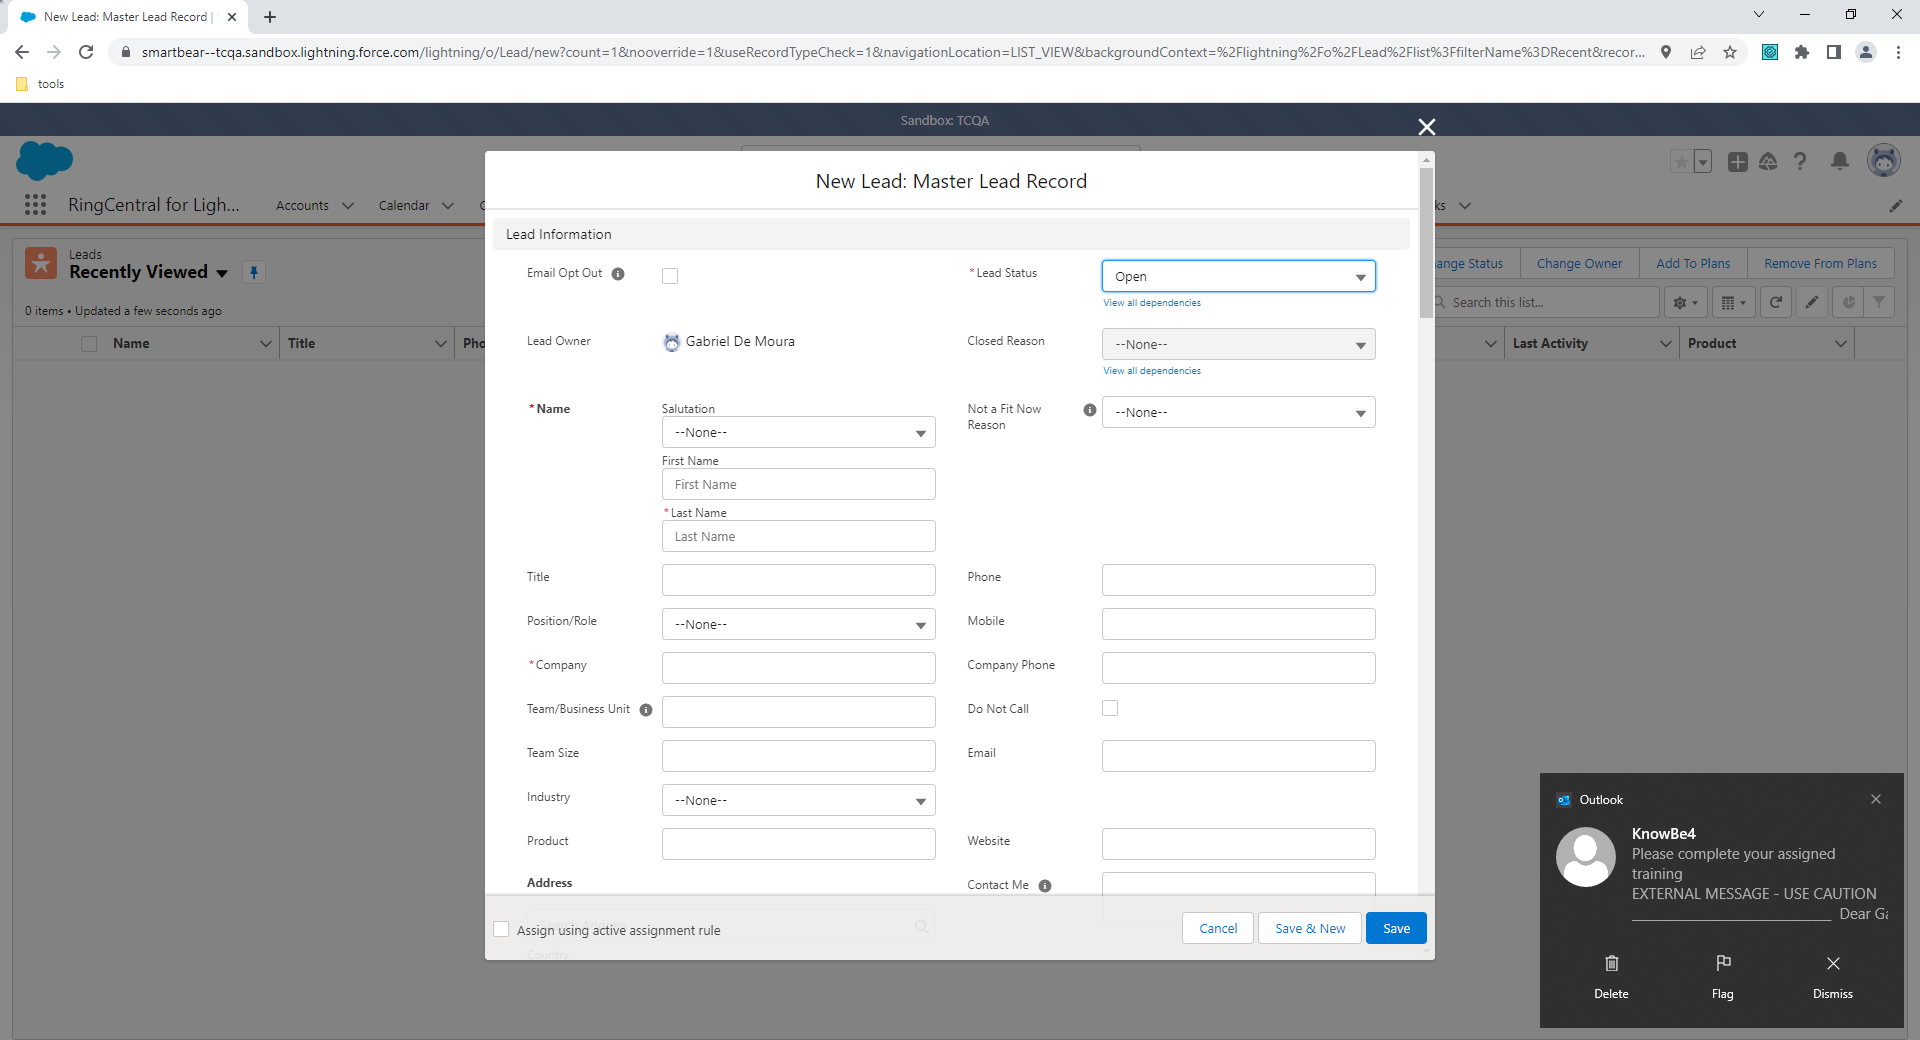 New Lead: Master Lead Record |
smartbear--tcqa.sandbox.lightning.force.com/lightning/o/Lead/new?count=1&nooverride=1&useRecordTypeCheck=1&navigationLocation=LIST_VIEW&backgroundContext=%2Flightning%2Fo%2FLead%2Flist%3FfilterName%3DRecent&recor...
tools
Sandbox: TCQA
RingCentral for Ligh...
Accounts
Calendar
ks
Leads
Recently Viewed
0 items • Updated a few seconds ago
ange Status
Change Owner
Add To Plans
Remove From Plans
Search this list...
Name
Title
Pho
Last Activity
Product
New Lead: Master Lead Record
Lead Information
Email Opt Out
*Lead Status
Open
View all dependencies
Lead Owner
Gabriel De Moura
Closed Reason
--None--
View all dependencies
*Name
Salutation
--None--
Not a Fit Now
Reason
--None--
First Name
First Name
*Last Name
Last Name
Title
Phone
Position/Role
--None--
Mobile
*Company
Company Phone
Team/Business Unit
Do Not Call
Team Size
Email
Industry
--None--
Product
Website
Address
Contact Me
Assign using active assignment rule
Country
Cancel
Save & New
Save
Outlook
KnowBe4
Please complete your assigned
training
EXTERNAL MESSAGE - USE CAUTION
Dear Ga
Delete
Flag
Dismiss